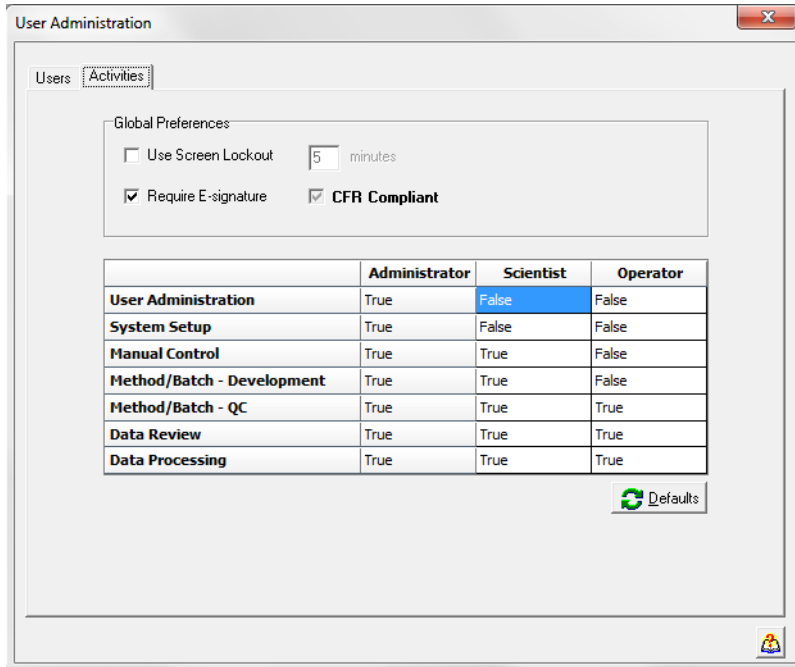 User Administration
Users Activities
Global Preferences
Use Screen Lockout 5 minutes
Require E-signature CFR Compliant
Administrator Scientist Operator
User Administration True False False
System Setup True False False
Manual Control True True False
Method/Batch - Development True True False
Method/Batch - QC True True True
Data Review True True True
Data Processing True True True
Defaults